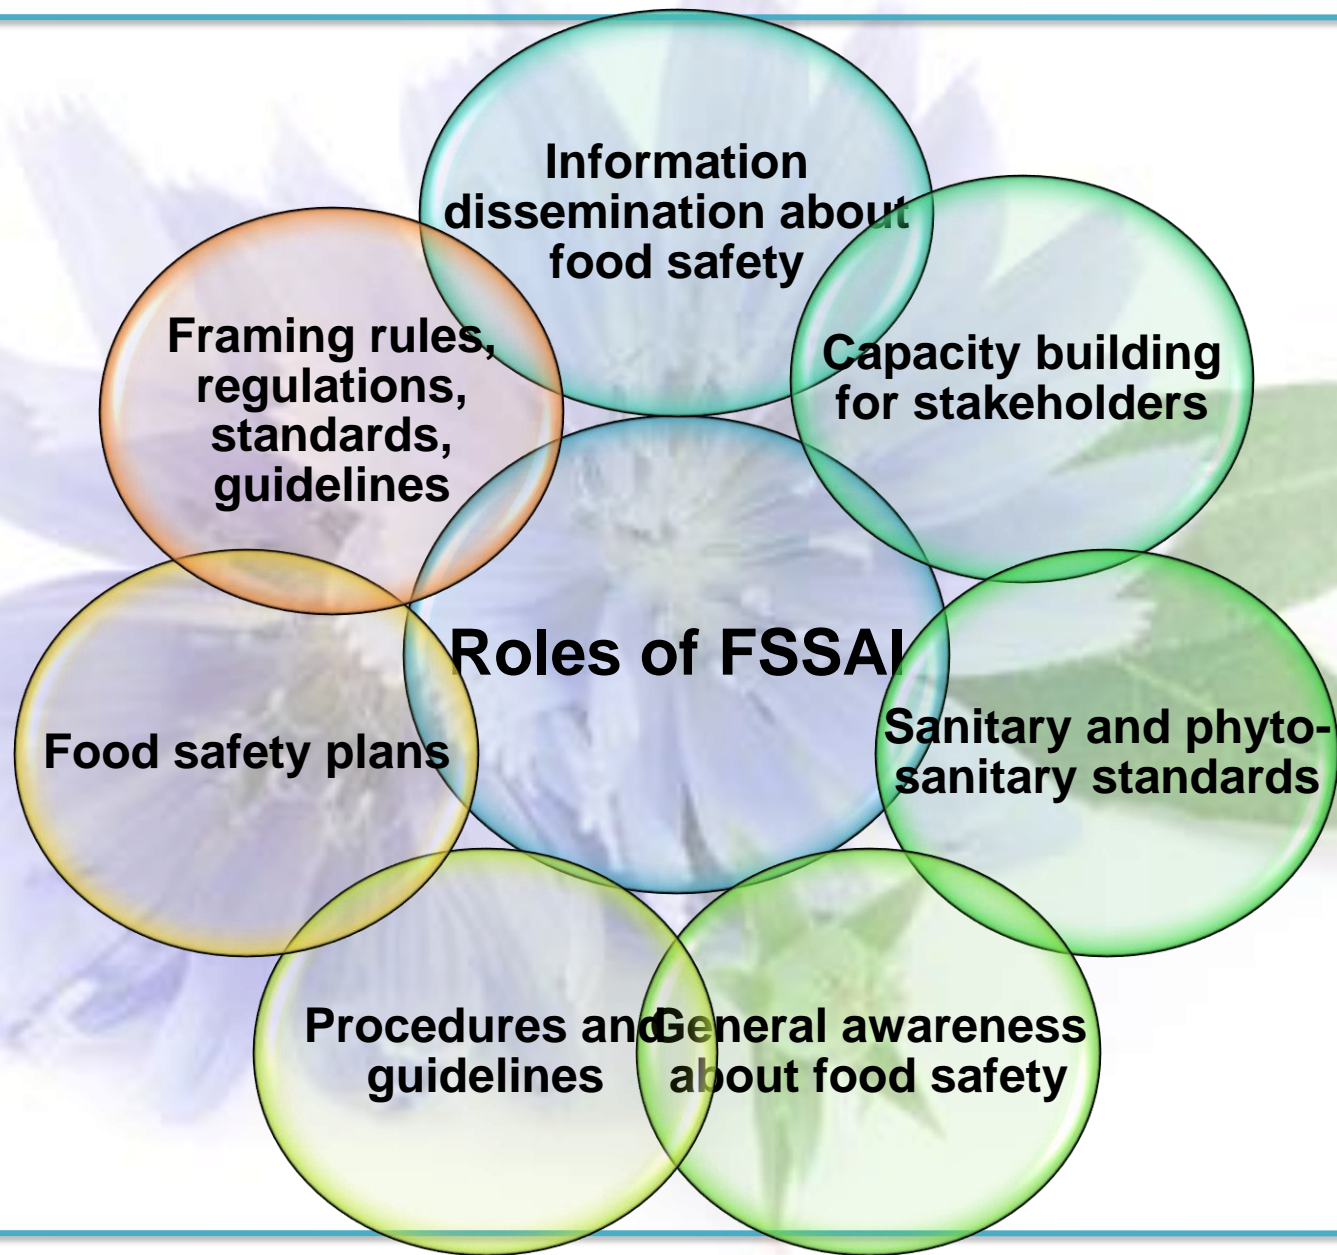 Information
dissemination about
food safety
Capacity building
for stakeholders
Framing rules,
regulations,
standards,
guidelines
Roles of FSSAI
Sanitary and phyto-
sanitary standards
Food safety plans
Procedures and
guidelines
General awareness
about food safety